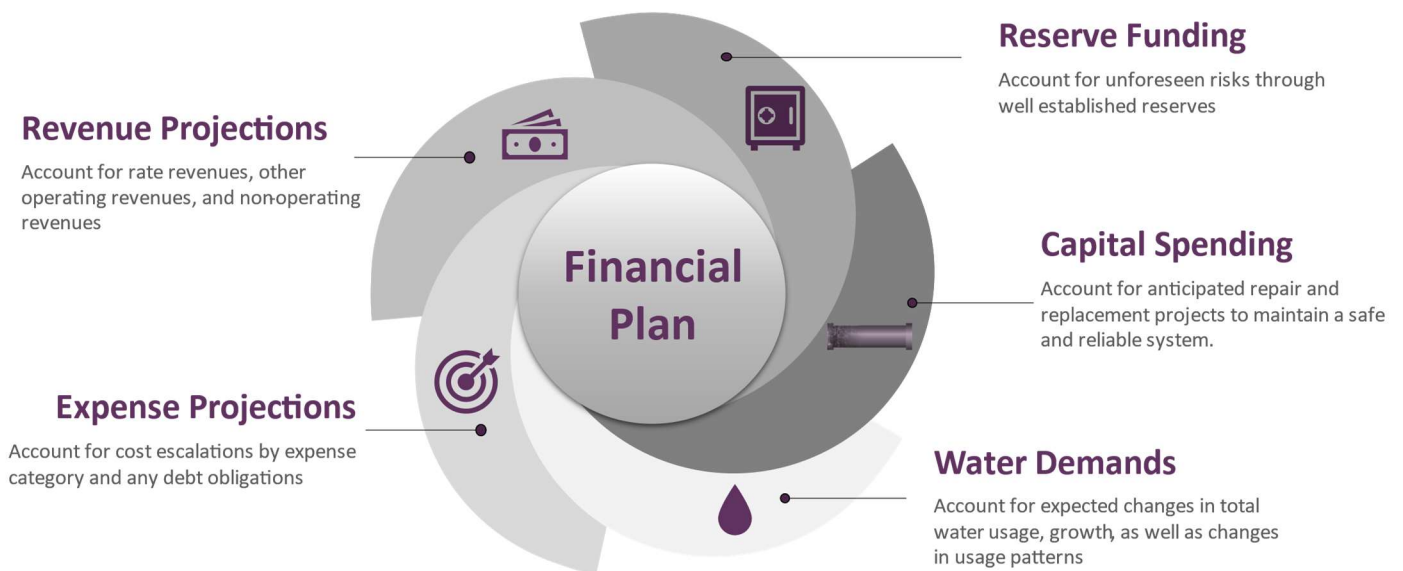 Reserve Funding
Account for unforeseen risks through
well established reserves
Revenue Projections
Account for rate revenues, other
operating revenues, and non-operating
revenues
Financial
Plan
Capital Spending
Account for anticipated repair and
replacement projects to maintain a safe
and reliable system.
Expense Projections
Account for cost escalations by expense
category and any debt obligations
Water Demands
Account for expected changes in total
water usage, growth, as well as changes
in usage patterns